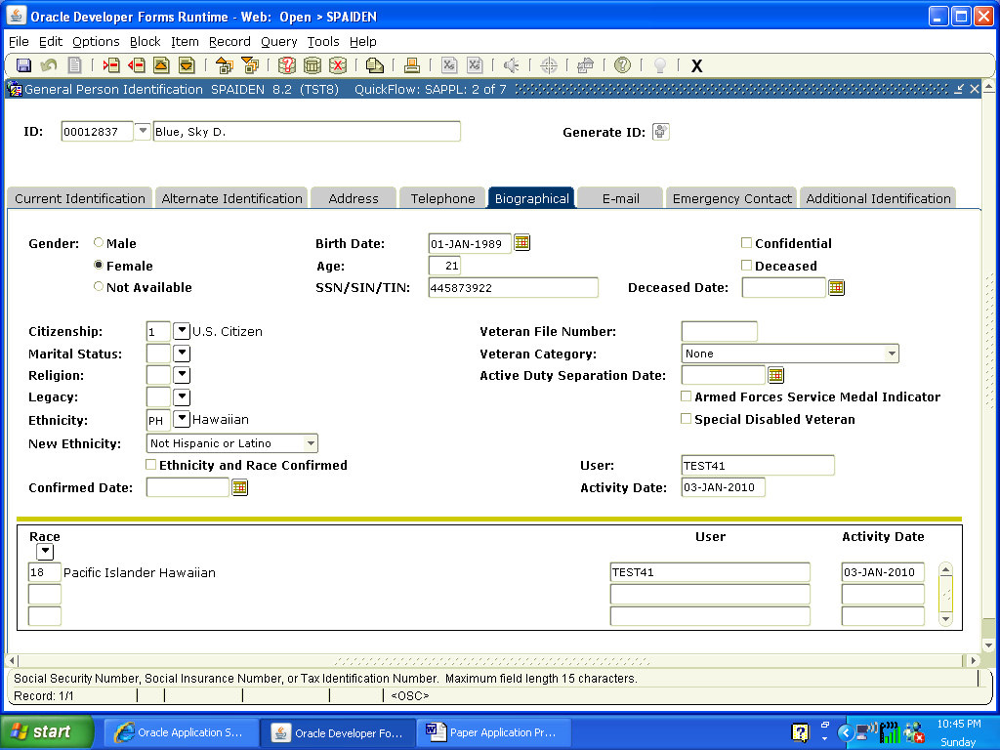 Oracle Developer Forms Runtime - Web: Open > SPAIDEN
File Edit Options Block Item Record Query Tools Help
X
General Person Identification SPAIDEN 8.2 (TST8) QuickFlow: SAPPL: 2 of 7
ID: 00012837 Blue, Sky D. Generate ID:
Current Identification Alternate Identification Address Telephone Biographical E-mail Emergency Contact Additional Identification
Gender: Male Birth Date: 01-JAN-1989 Confidential
Female Age: 21 Deceased
Not Available SSN/SIN/TIN: 445873922 Deceased Date:
Citizenship: 1 U.S. Citizen Veteran File Number:
Marital Status: Veteran Category: None
Religion: Active Duty Separation Date:
Legacy: Armed Forces Service Medal Indicator
Ethnicity: PH Hawaiian Special Disabled Veteran
New Ethnicity: Not Hispanic or Latino
Ethnicity and Race Confirmed User: TEST41
Confirmed Date: Activity Date: 03-JAN-2010
Race User Activity Date
18 Pacific Islander Hawaiian TEST41 03-JAN-2010
Social Security Number, Social Insurance Number, or Tax Identification Number. Maximum field length 15 characters.
Record: 1/1 <OSC>
start Oracle Application S... Oracle Developer Fo... Paper Application Pr... 10:45 PM
Sunday